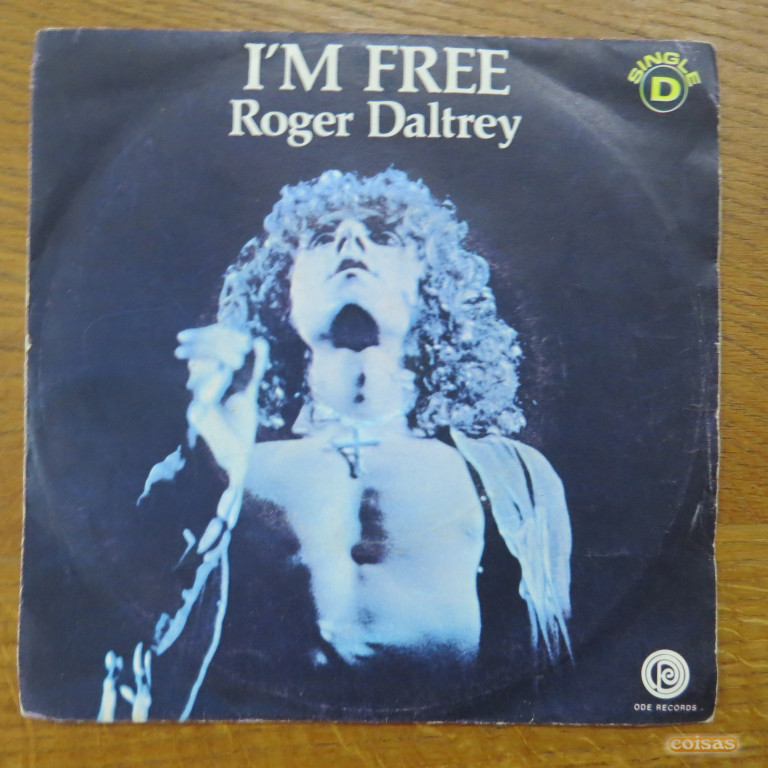 I'M FREE
Roger Daltrey
SINGLE
D
ODE RECORDS
coisas